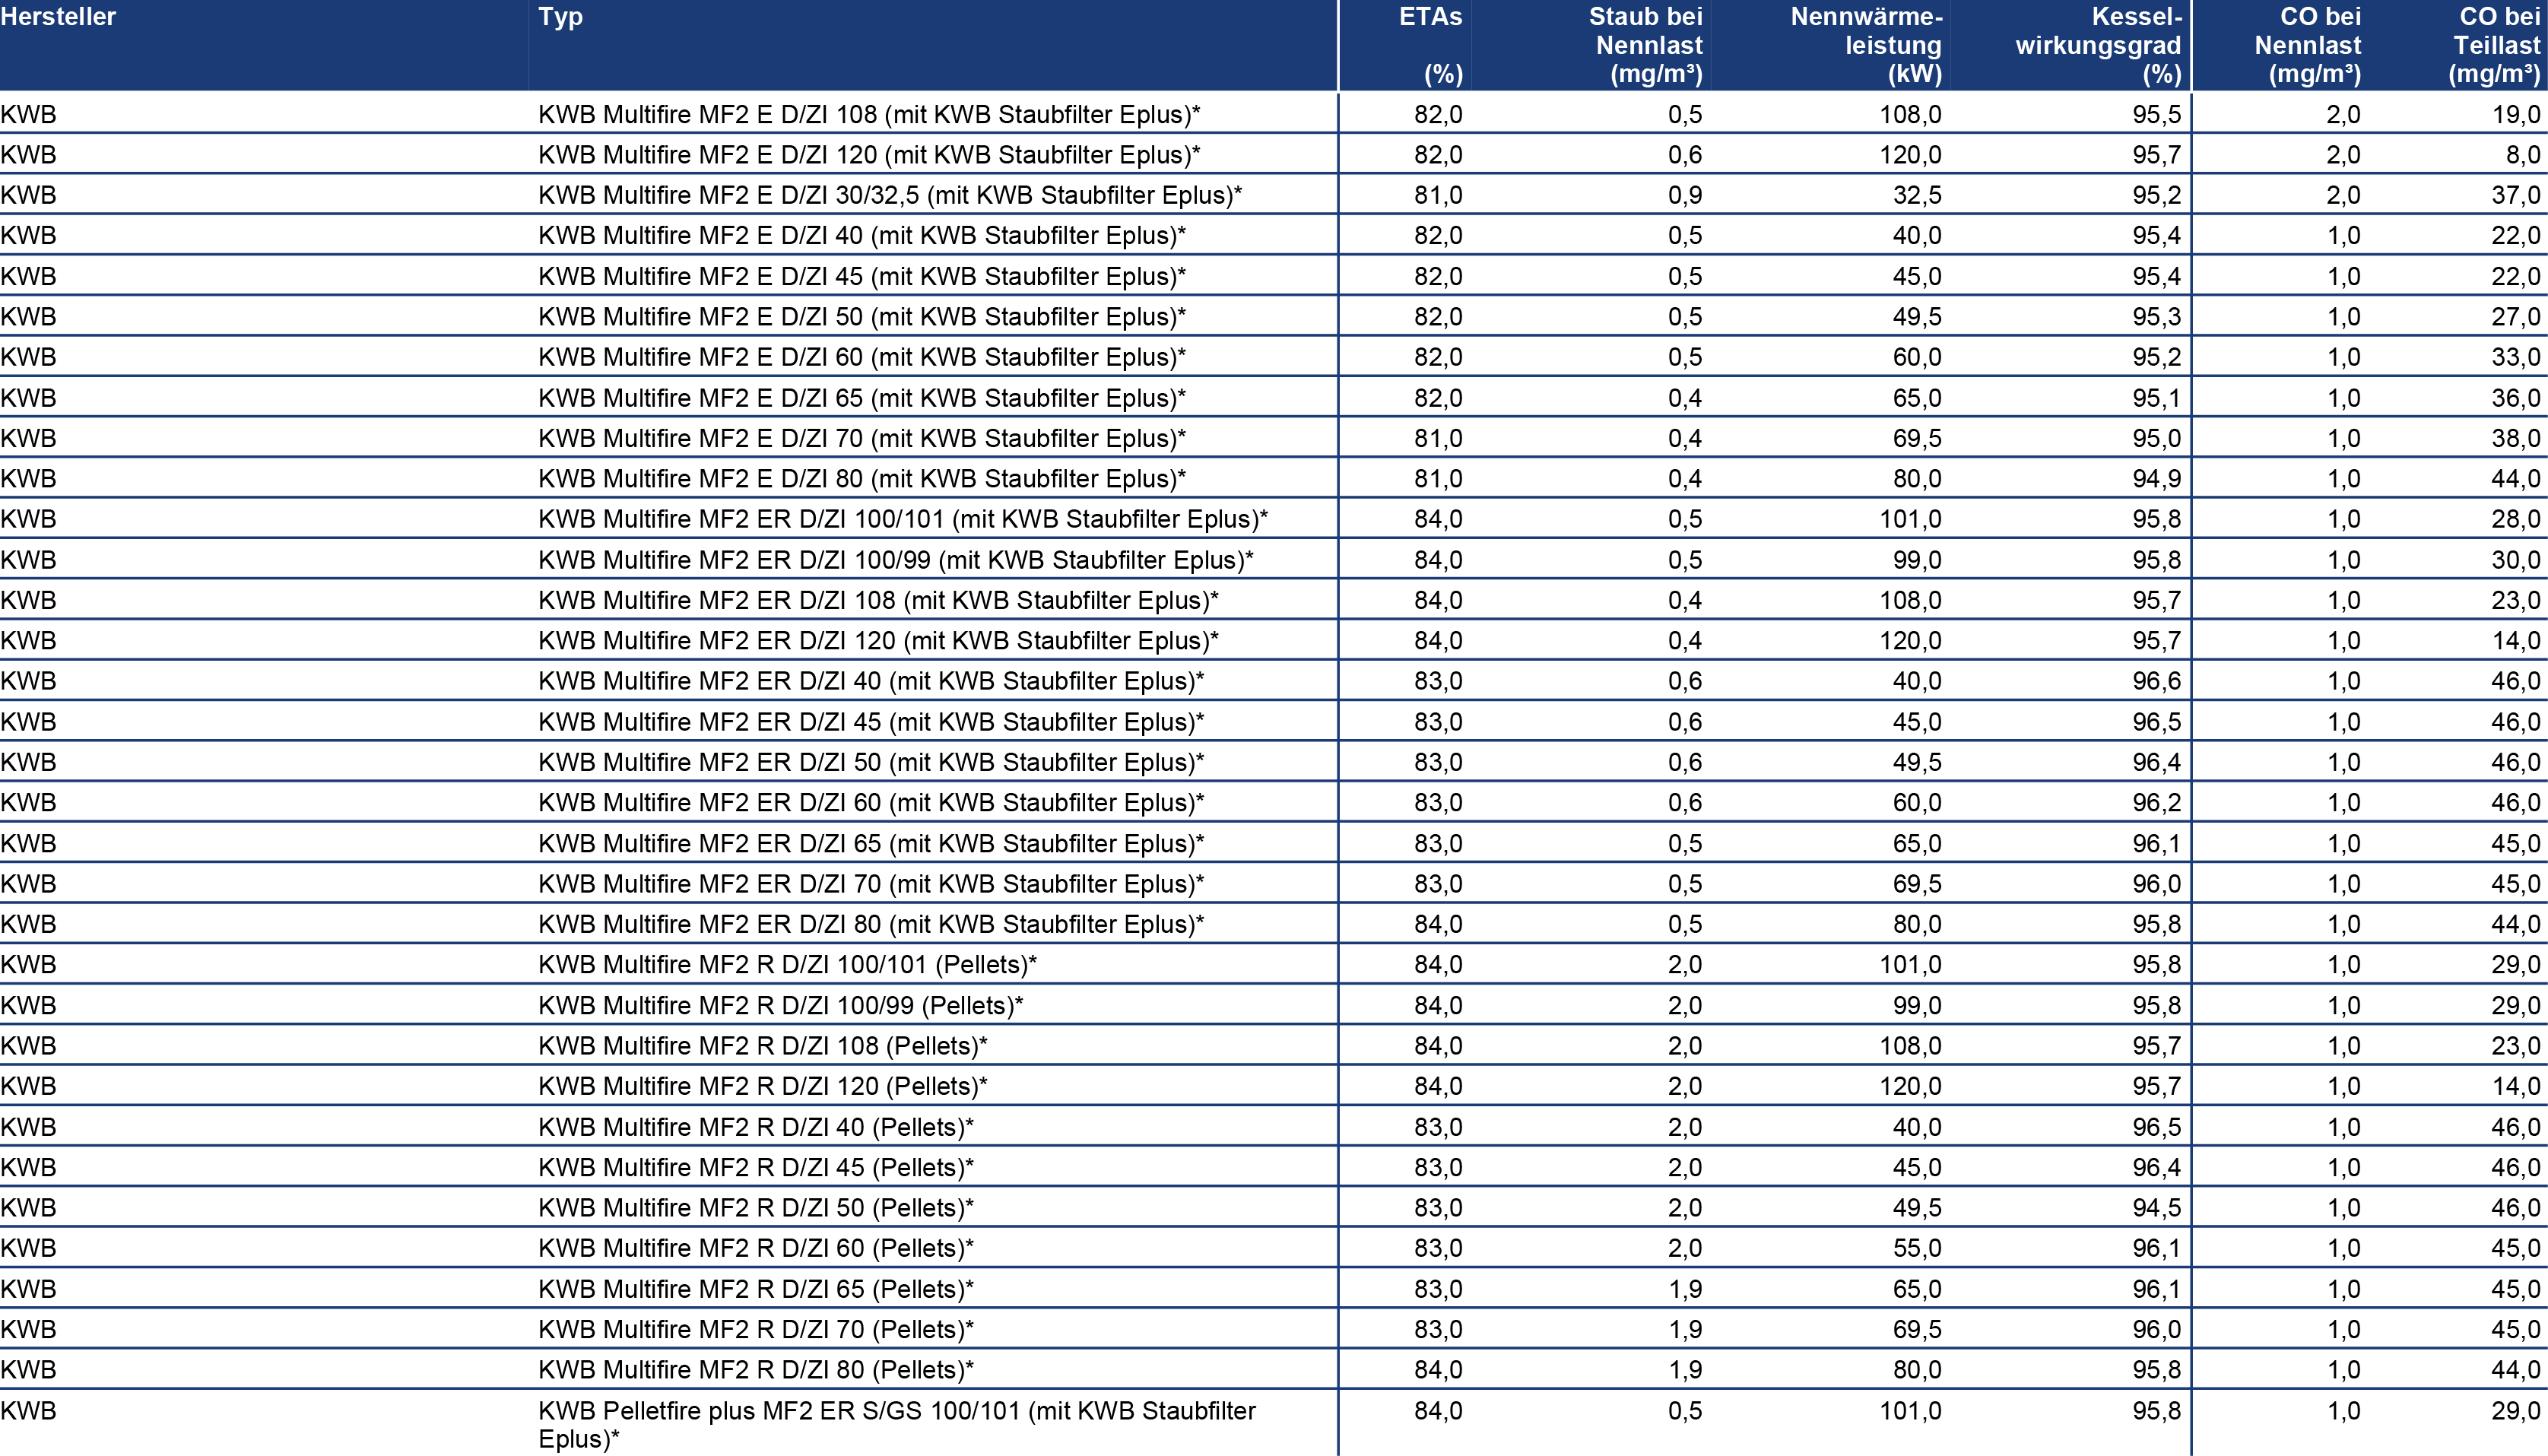 Hersteller Typ ETAs Staub bei Nennwärme- Kessel- CO bei CO bei
Nennlast leistung wirkungsgrad Nennlast Teillast
(%) (mg/m³) (kW) (%) (mg/m³) (mg/m³)
KWB KWB Multifire MF2 E D/ZI 108 (mit KWB Staubfilter Eplus)* 82,0 0,5 108,0 95,5 2,0 19,0
KWB KWB Multifire MF2 E D/ZI 120 (mit KWB Staubfilter Eplus)* 82,0 0,6 120,0 95,7 2,0 8,0
KWB KWB Multifire MF2 E D/ZI 30/32,5 (mit KWB Staubfilter Eplus)* 81,0 0,9 32,5 95,2 2,0 37,0
KWB KWB Multifire MF2 E D/ZI 40 (mit KWB Staubfilter Eplus)* 82,0 0,5 40,0 95,4 1,0 22,0
KWB KWB Multifire MF2 E D/ZI 45 (mit KWB Staubfilter Eplus)* 82,0 0,5 45,0 95,4 1,0 22,0
KWB KWB Multifire MF2 E D/ZI 50 (mit KWB Staubfilter Eplus)* 82,0 0,5 49,5 95,3 1,0 27,0
KWB KWB Multifire MF2 E D/ZI 60 (mit KWB Staubfilter Eplus)* 82,0 0,5 60,0 95,2 1,0 33,0
KWB KWB Multifire MF2 E D/ZI 65 (mit KWB Staubfilter Eplus)* 82,0 0,4 65,0 95,1 1,0 36,0
KWB KWB Multifire MF2 E D/ZI 70 (mit KWB Staubfilter Eplus)* 81,0 0,4 69,5 95,0 1,0 38,0
KWB KWB Multifire MF2 E D/ZI 80 (mit KWB Staubfilter Eplus)* 81,0 0,4 80,0 94,9 1,0 44,0
KWB KWB Multifire MF2 ER D/ZI 100/101 (mit KWB Staubfilter Eplus)* 84,0 0,5 101,0 95,8 1,0 28,0
KWB KWB Multifire MF2 ER D/ZI 100/99 (mit KWB Staubfilter Eplus)* 84,0 0,5 99,0 95,8 1,0 30,0
KWB KWB Multifire MF2 ER D/ZI 108 (mit KWB Staubfilter Eplus)* 84,0 0,4 108,0 95,7 1,0 23,0
KWB KWB Multifire MF2 ER D/ZI 120 (mit KWB Staubfilter Eplus)* 84,0 0,4 120,0 95,7 1,0 14,0
KWB KWB Multifire MF2 ER D/ZI 40 (mit KWB Staubfilter Eplus)* 83,0 0,6 40,0 96,6 1,0 46,0
KWB KWB Multifire MF2 ER D/ZI 45 (mit KWB Staubfilter Eplus)* 83,0 0,6 45,0 96,5 1,0 46,0
KWB KWB Multifire MF2 ER D/ZI 50 (mit KWB Staubfilter Eplus)* 83,0 0,6 49,5 96,4 1,0 46,0
KWB KWB Multifire MF2 ER D/ZI 60 (mit KWB Staubfilter Eplus)* 83,0 0,6 60,0 96,2 1,0 46,0
KWB KWB Multifire MF2 ER D/ZI 65 (mit KWB Staubfilter Eplus)* 83,0 0,5 65,0 96,1 1,0 45,0
KWB KWB Multifire MF2 ER D/ZI 70 (mit KWB Staubfilter Eplus)* 83,0 0,5 69,5 96,0 1,0 45,0
KWB KWB Multifire MF2 ER D/ZI 80 (mit KWB Staubfilter Eplus)* 84,0 0,5 80,0 95,8 1,0 44,0
KWB KWB Multifire MF2 R D/ZI 100/101 (Pellets)* 84,0 2,0 101,0 95,8 1,0 29,0
KWB KWB Multifire MF2 R D/ZI 100/99 (Pellets)* 84,0 2,0 99,0 95,8 1,0 29,0
KWB KWB Multifire MF2 R D/ZI 108 (Pellets)* 84,0 2,0 108,0 95,7 1,0 23,0
KWB KWB Multifire MF2 R D/ZI 120 (Pellets)* 84,0 2,0 120,0 95,7 1,0 14,0
KWB KWB Multifire MF2 R D/ZI 40 (Pellets)* 83,0 2,0 40,0 96,5 1,0 46,0
KWB KWB Multifire MF2 R D/ZI 45 (Pellets)* 83,0 2,0 45,0 96,4 1,0 46,0
KWB KWB Multifire MF2 R D/ZI 50 (Pellets)* 83,0 2,0 49,5 94,5 1,0 46,0
KWB KWB Multifire MF2 R D/ZI 60 (Pellets)* 83,0 2,0 55,0 96,1 1,0 45,0
KWB KWB Multifire MF2 R D/ZI 65 (Pellets)* 83,0 1,9 65,0 96,1 1,0 45,0
KWB KWB Multifire MF2 R D/ZI 70 (Pellets)* 83,0 1,9 69,5 96,0 1,0 45,0
KWB KWB Multifire MF2 R D/ZI 80 (Pellets)* 84,0 1,9 80,0 95,8 1,0 44,0
KWB KWB Pelletfire plus MF2 ER S/GS 100/101 (mit KWB Staubfilter 84,0 0,5 101,0 95,8 1,0 29,0
Eplus)*